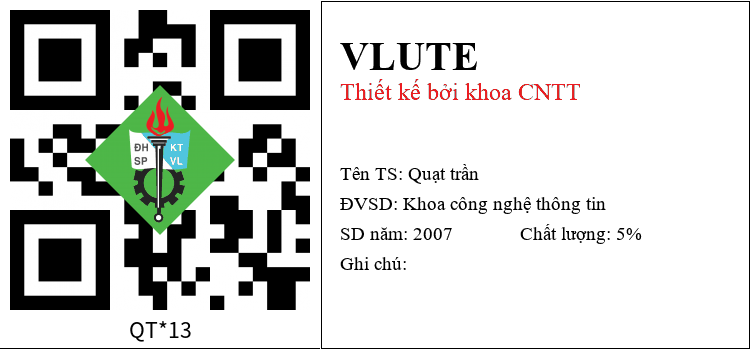 ĐH KT
SP VL
QT*13
VLUTE
Thiết kế bởi khoa CNTT
Tên TS: Quạt trần
ĐVSD: Khoa công nghệ thông tin
SD năm: 2007 Chất lượng: 5%
Ghi chú: